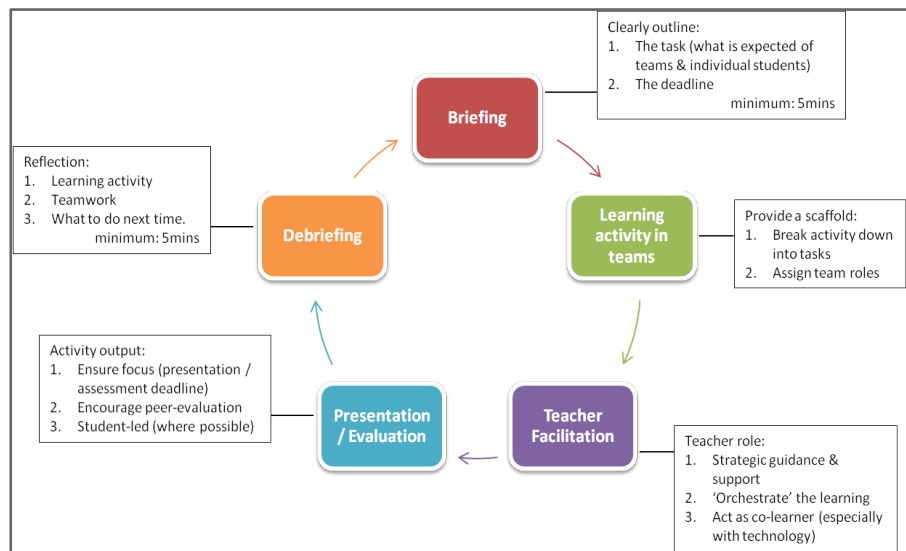 Clearly outline:
1. The task (what is expected of
teams & individual students)
2. The deadline
minimum: 5mins
Briefing
Reflection:
1. Learning activity
2. Teamwork
3. What to do next time.
minimum: 5mins
Debriefing
Learning
activity in
teams
Provide a scaffold:
1. Break activity down
into tasks
2. Assign team roles
Activity output:
1. Ensure focus (presentation /
assessment deadline)
2. Encourage peer-evaluation
3. Student-led (where possible)
Presentation
/ Evaluation
Teacher
Facilitation
Teacher role:
1. Strategic guidance &
support
2. ‘Orchestrate’ the learning
3. Act as co-learner (especially
with technology)